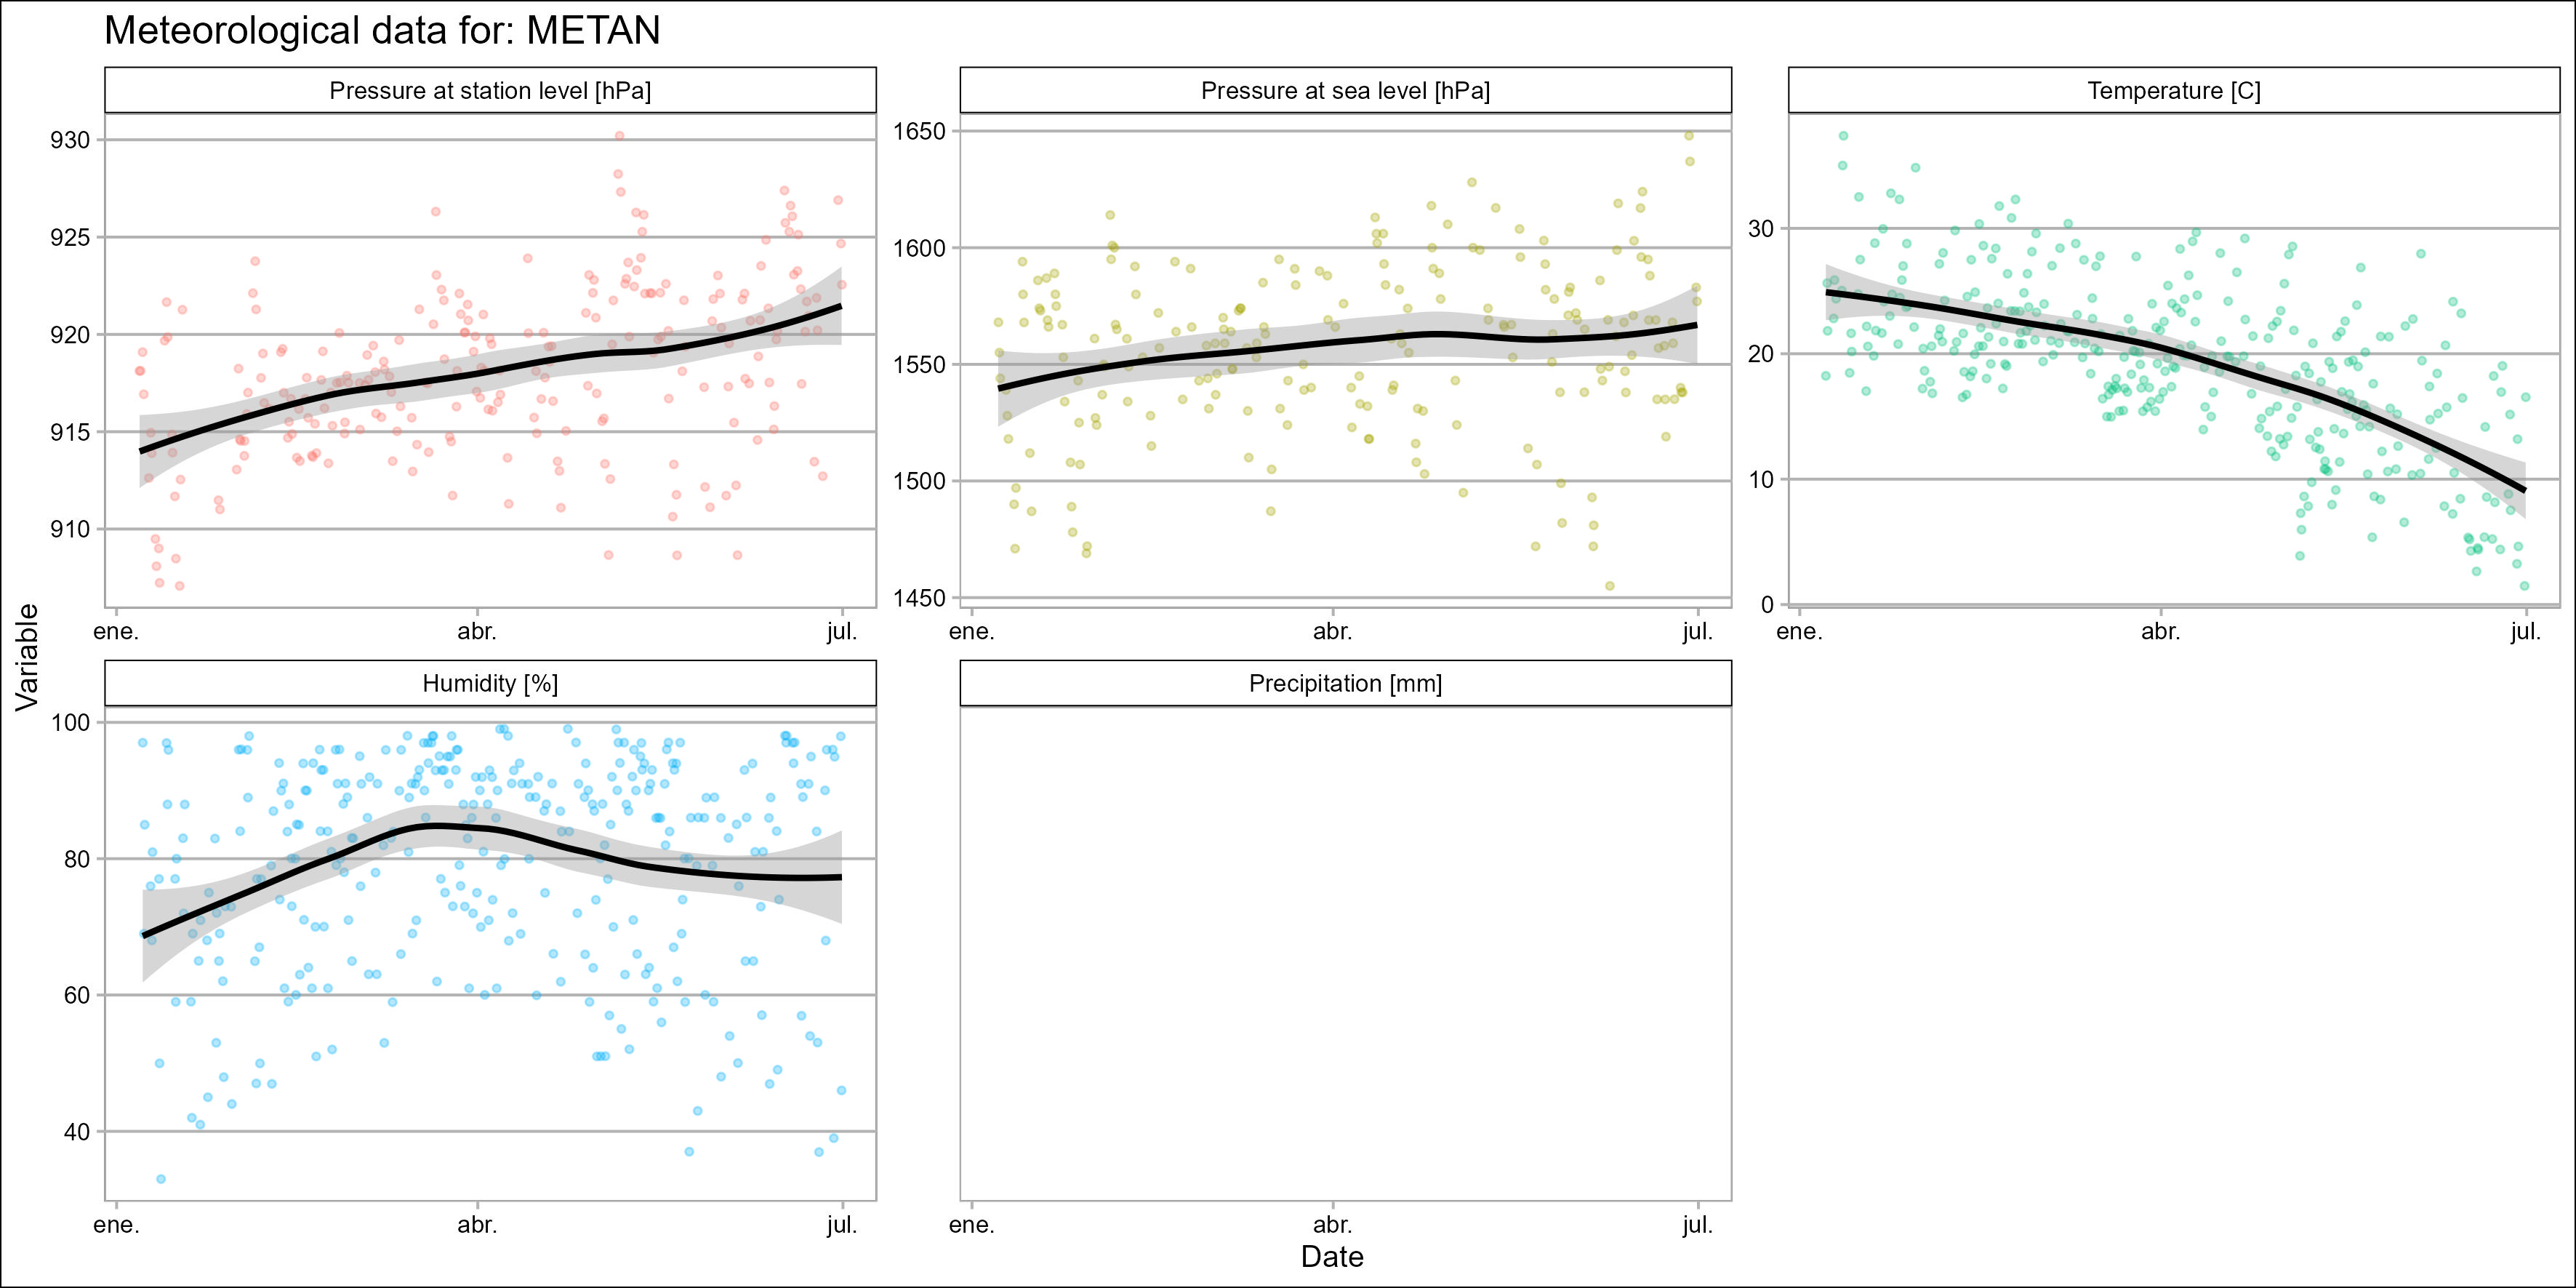 Meteorological data for: METAN
Variable
Pressure at station level [hPa]
930
925
920
915
910
ene. abr. jul.
Pressure at sea level [hPa]
1650
1600
1550
1500
1450
ene. abr. jul.
Temperature [C]
30
20
10
0
ene. abr. jul.
Humidity [%]
100
80
60
40
ene. abr. jul.
Precipitation [mm]
ene. abr. jul.
Date